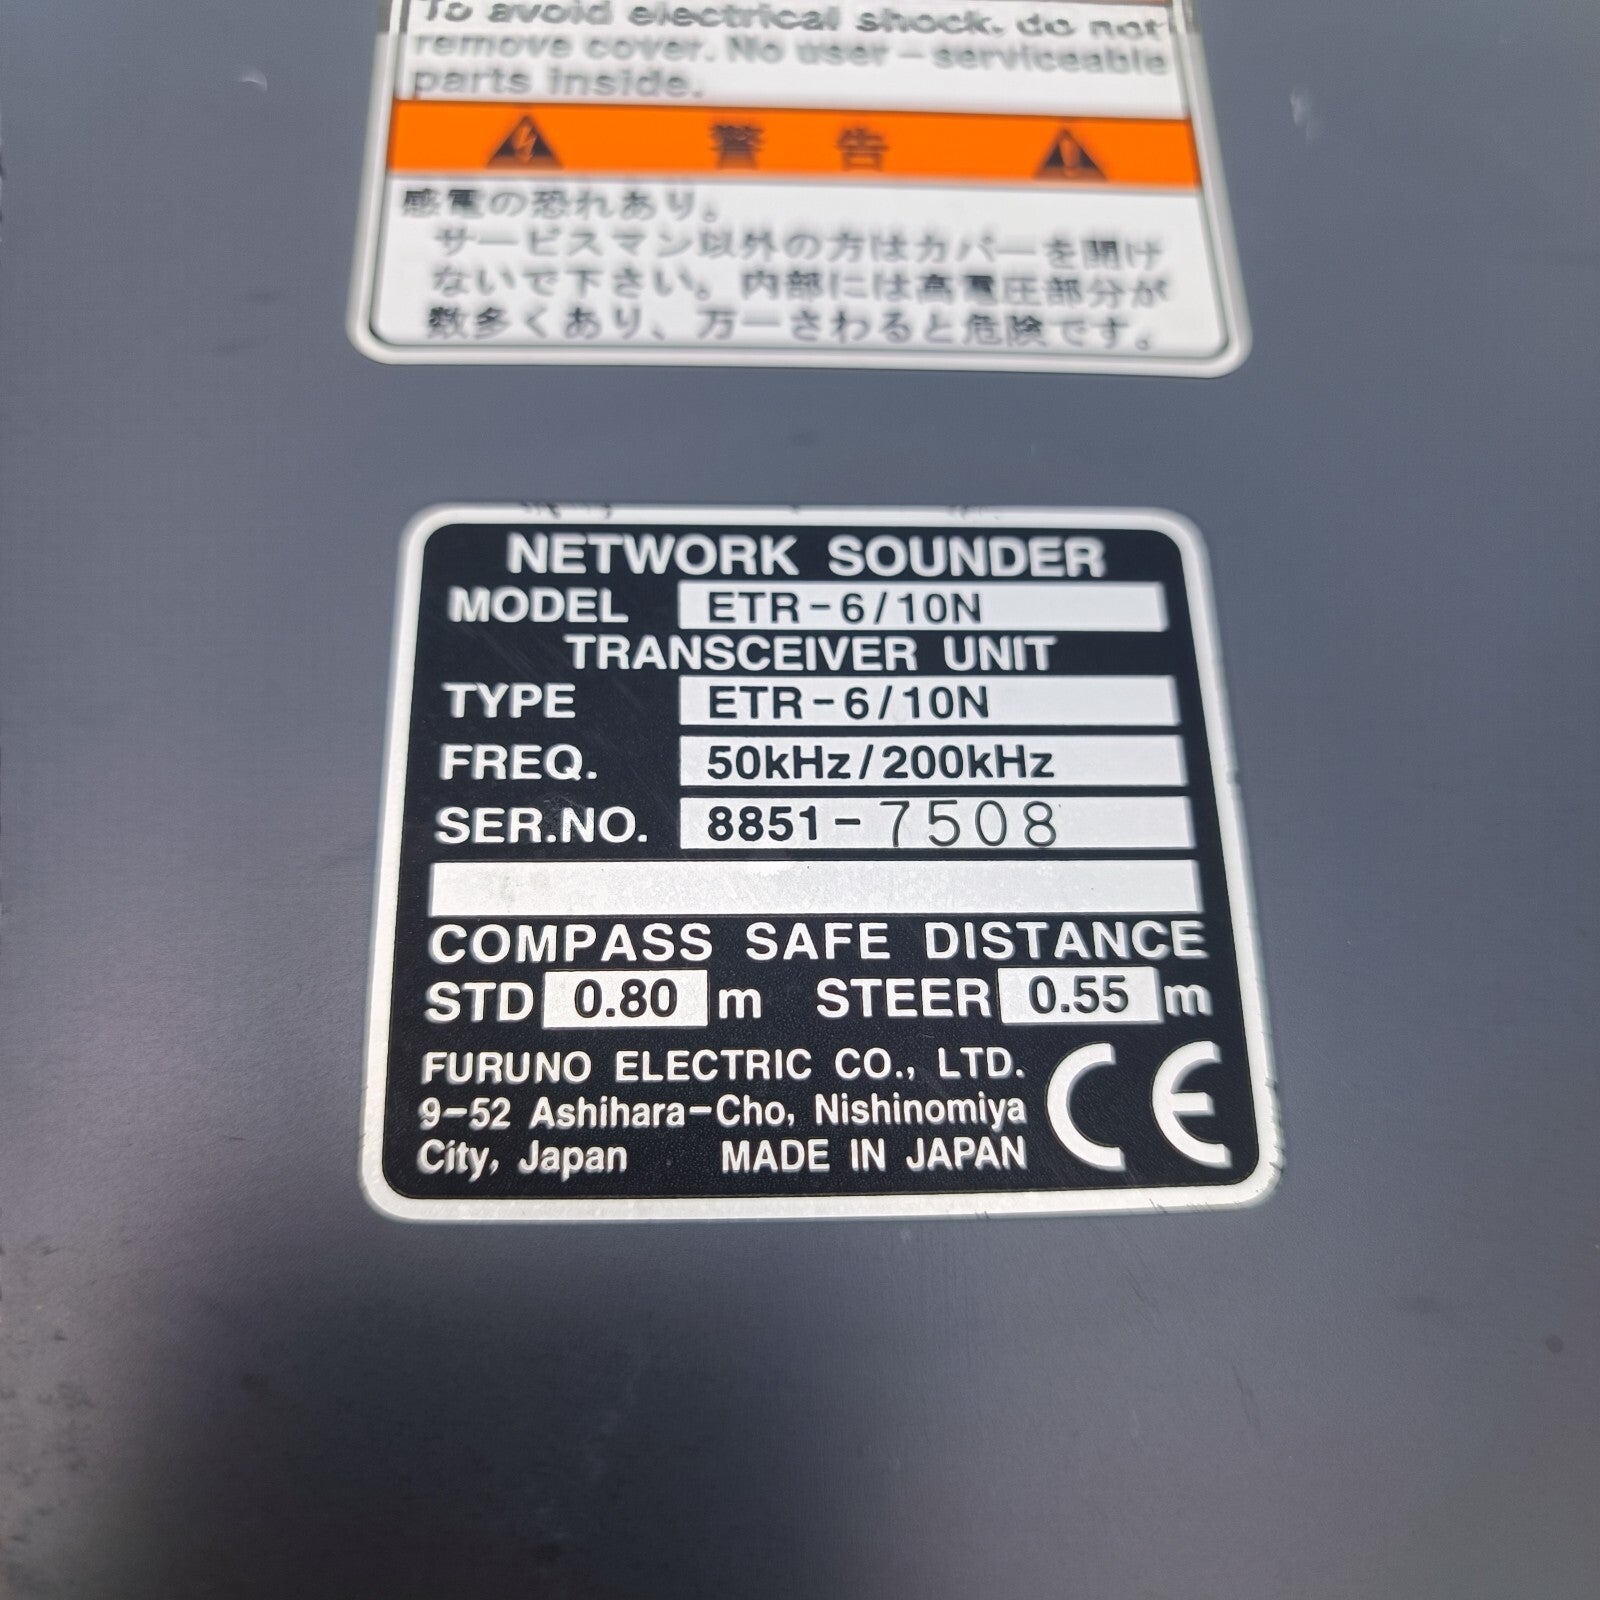 To avoid electrical shock, do not
remove cover. No user-serviceable
parts inside.
警 告
感電の恐れあり。
サービスマン以外の方はカバーを開け
ないで下さい。内部には高電圧部分が
数多くあり、万一さわると危険です。
NETWORK SOUNDER
MODEL ETR-6/10N
TRANSCEIVER UNIT
TYPE ETR-6/10N
FREQ. 50kHz/200kHz
SER.NO. 8851-7508
COMPASS SAFE DISTANCE
STD 0.80 m STEER 0.55 m
FURUNO ELECTRIC CO., LTD.
9-52 Ashihara-Cho, Nishinomiya
City, Japan MADE IN JAPAN
CE